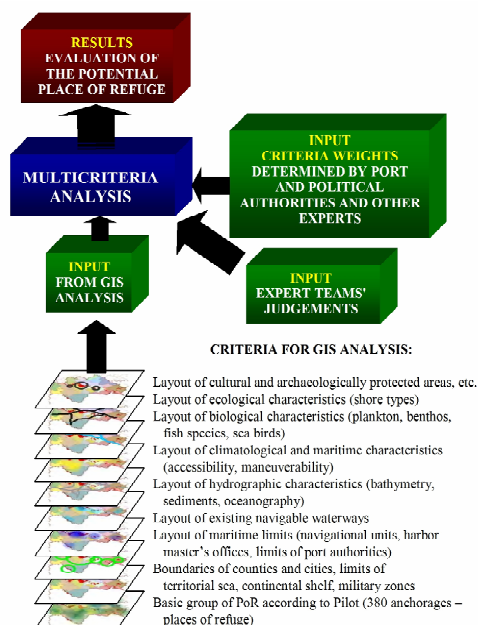 RESULTS
EVALUATION OF
THE POTENTIAL
PLACE OF REFUGE
MULTICRITERIA
ANALYSIS
INPUT
CRITERIA WEIGHTS
DETERMINED BY PORT
AND POLITICAL
AUTHORITIES AND OTHER
EXPERTS
INPUT
FROM GIS
ANALYSIS
INPUT
EXPERT TEAMS'
JUDGEMENTS
CRITERIA FOR GIS ANALYSIS:
Layout of cultural and archaeologically protected areas, etc.
Layout of ecological characteristics (shore types)
Layout of biological characteristics (plankton, benthos,
fish species, sea birds)
Layout of climatological and maritime characteristics
(accessibility, maneuverability)
Layout of hydrographic characteristics (bathymetry,
sediments, oceanography)
Layout of existing navigable waterways
Layout of maritime limits (navigational units, harbor
master's offices, limits of port authorities)
Boundaries of counties and cities, limits of
territorial sea, continental shelf, military zones
Basic group of PoR according to Pilot (380 anchorages –
places of refuge)